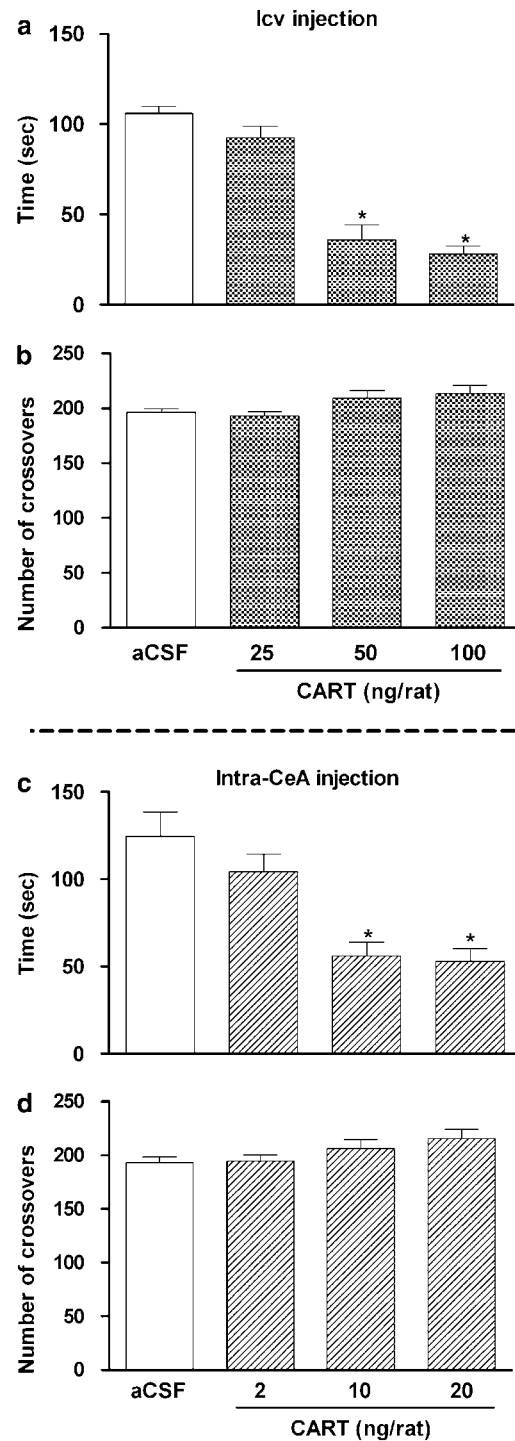 a
Icv injection
150
100
50
0
Time (sec)
*
*
b
250
200
150
100
50
0
Number of crossovers
aCSF 25 50 100
CART (ng/rat)
c
Intra-CeA injection
150
100
50
0
Time (sec)
*
*
d
250
200
150
100
50
0
Number of crossovers
aCSF 2 10 20
CART (ng/rat)